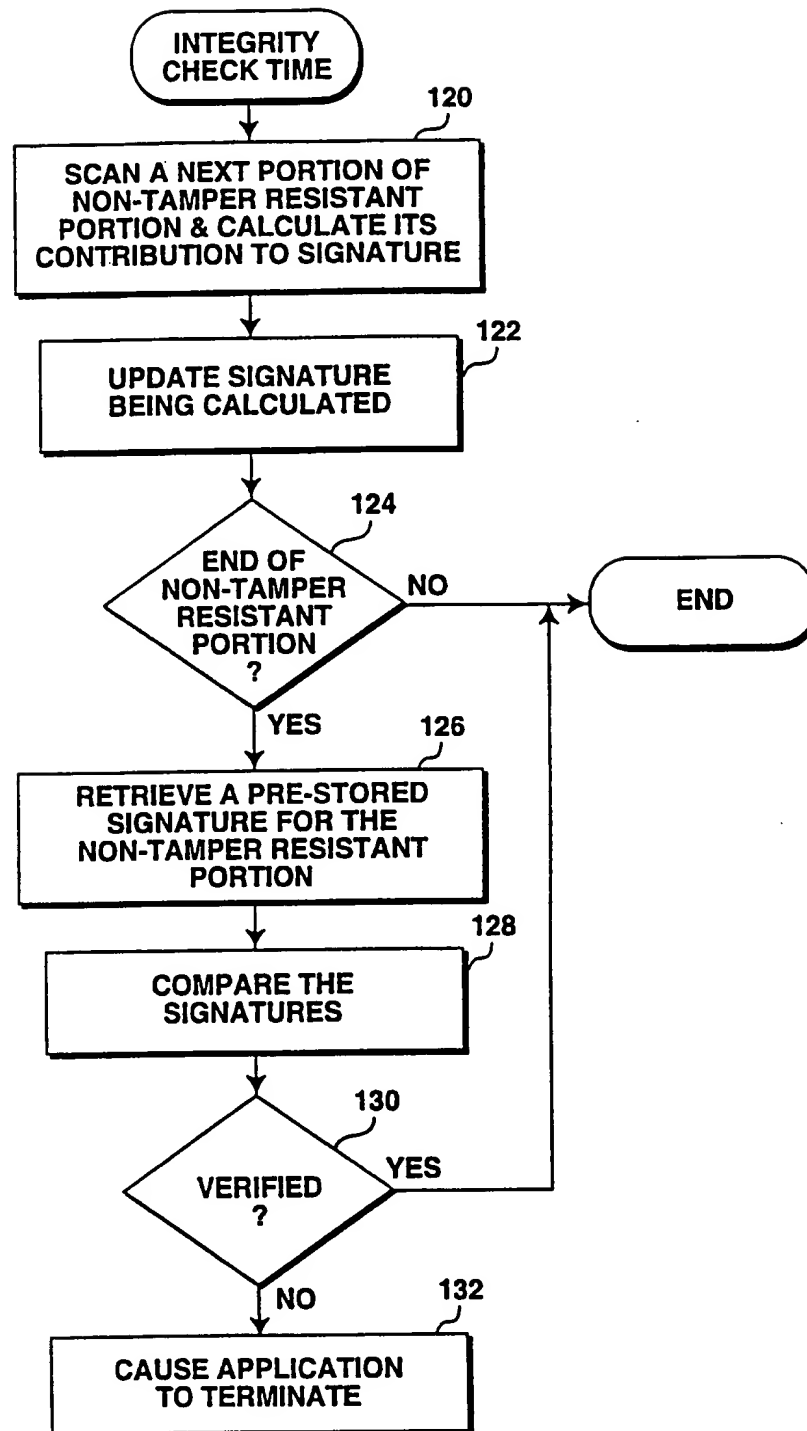 INTEGRITY
CHECK TIME
120
SCAN A NEXT PORTION OF
NON-TAMPER RESISTANT
PORTION & CALCULATE ITS
CONTRIBUTION TO SIGNATURE
122
UPDATE SIGNATURE
BEING CALCULATED
124
END OF
NON-TAMPER
RESISTANT
PORTION
?
NO
END
YES
126
RETRIEVE A PRE-STORED
SIGNATURE FOR THE
NON-TAMPER RESISTANT
PORTION
128
COMPARE THE
SIGNATURES
130
VERIFIED
?
YES
NO
132
CAUSE APPLICATION
TO TERMINATE